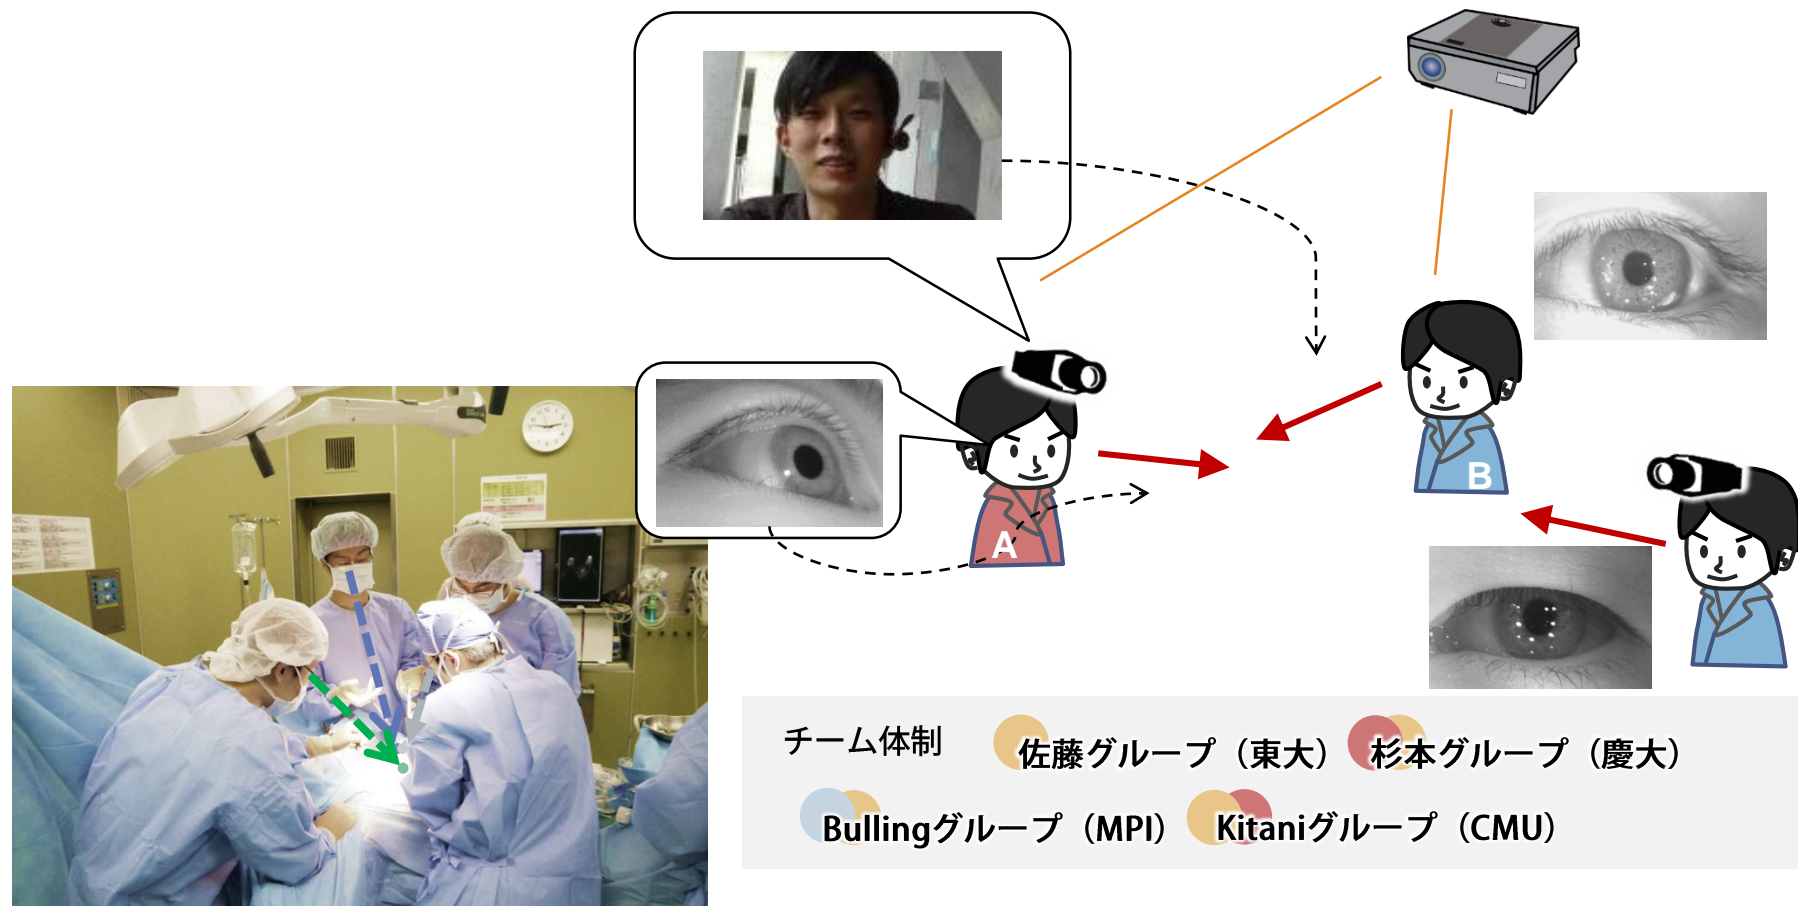 B
A
チーム体制
佐藤グループ（東大）
杉本グループ（慶大）
Bullingグループ（MPI）
Kitaniグループ（CMU）